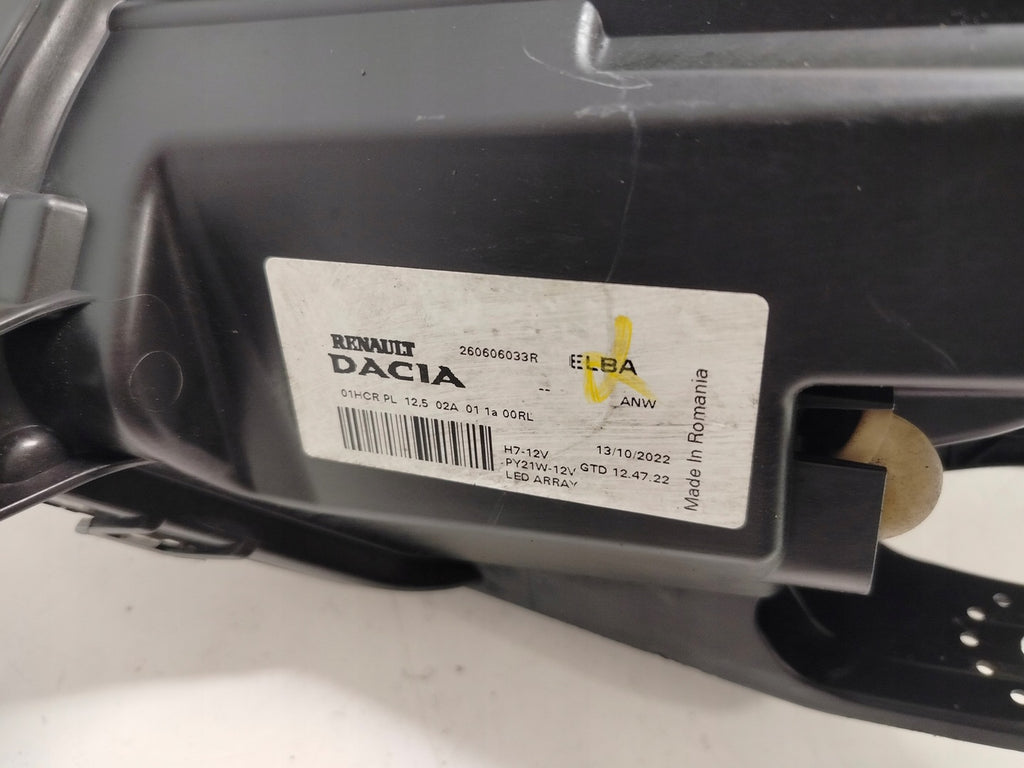 RENAULT
DACIA
260606033R
ELBA
--
ANW
01HCR PL 12,5 02A 01 1a 00RL
H7-12V
PY21W-12V
LED ARRAY
13/10/2022
GTD 12.47.22
Made In Romania